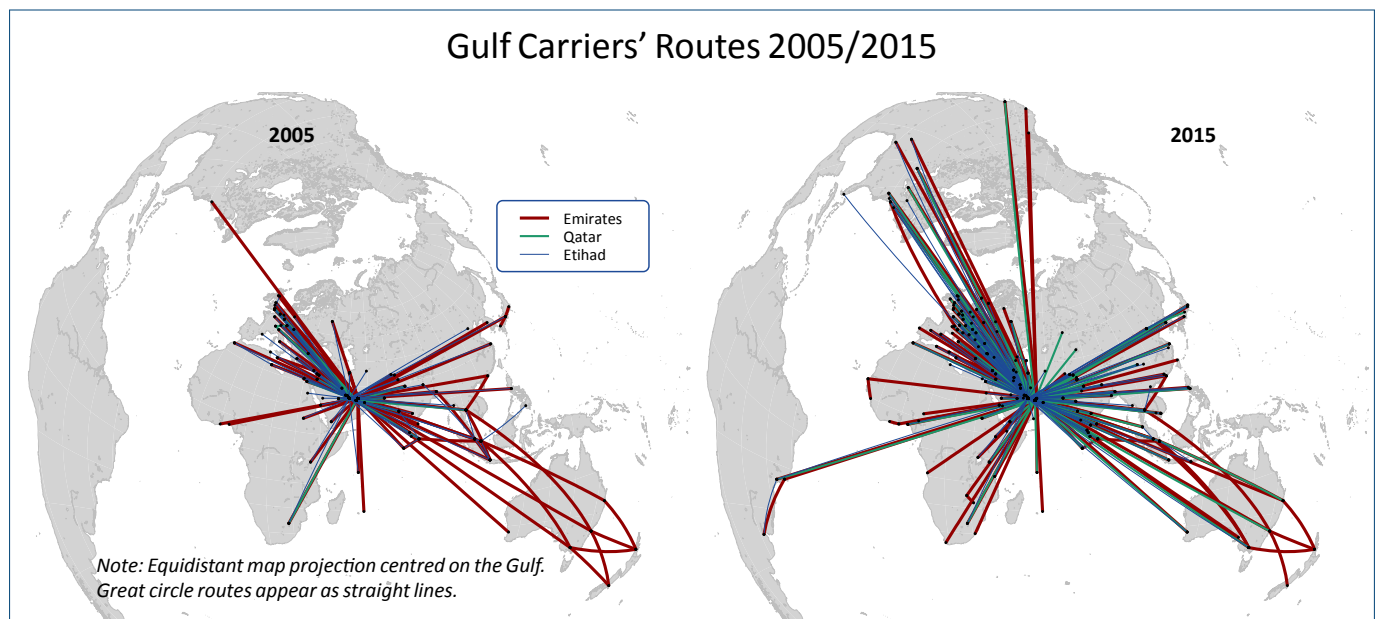 Gulf Carriers’ Routes 2005/2015
2005
2015
Emirates
Qatar
Etihad
Note: Equidistant map projection centred on the Gulf.
Great circle routes appear as straight lines.